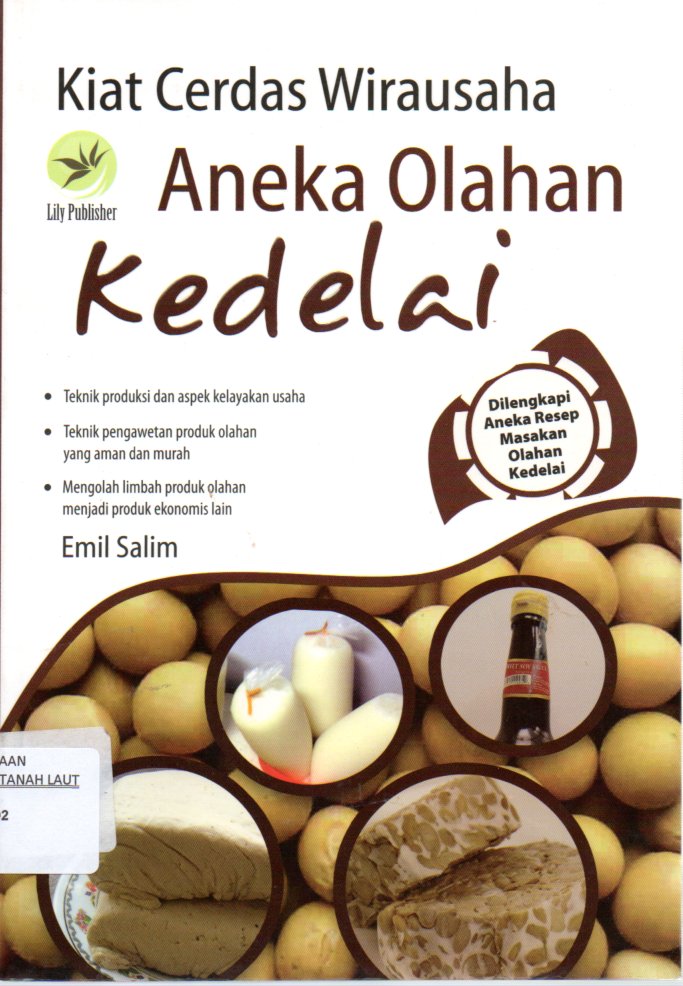 Kiat Cerdas Wirausaha
Lily Publisher
Aneka Olahan
Kedelai
Teknik produksi dan aspek kelayakan usaha
Teknik pengawetan produk olahan
yang aman dan murah
Mengolah limbah produk olahan
menjadi produk ekonomis lain
Dilengkapi
Aneka Resep
Masakan
Olahan
Kedelai
Emil Salim
AAN
TANAH LAUT